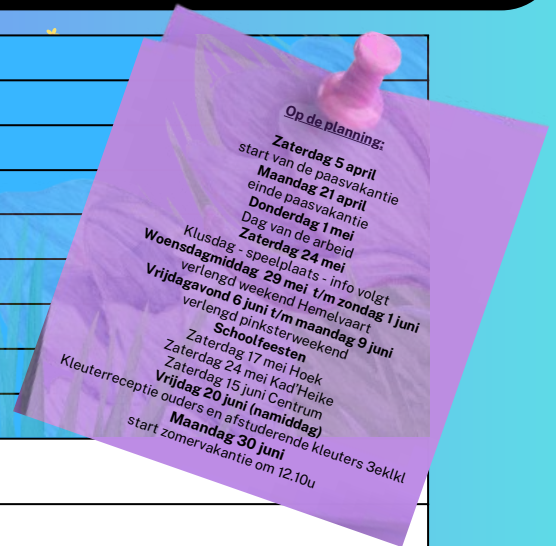 Op de planning:
Zaterdag 5 april
start van de paasvakantie
Maandag 21 april
einde paasvakantie
Donderdag 1 mei
Dag van de arbeid
Zaterdag 24 mei
Klusdag - speelplaats - info volgt
Woensdagmiddag 29 mei t/m zondag 1 juni
verlengd weekend Hemelvaart
Vrijdagavond 6 juni t/m maandag 9 juni
verlengd pinksterweekend
Schoolfeesten
Zaterdag 17 mei Hoek
Zaterdag 24 mei Kad'Heike
Zaterdag 15 juni Centrum
Vrijdag 20 juni (namiddag)
Kleuterreceptie ouders en afstuderende kleuters 3eklkl
Maandag 30 juni
start zomervakantie om 12.10u